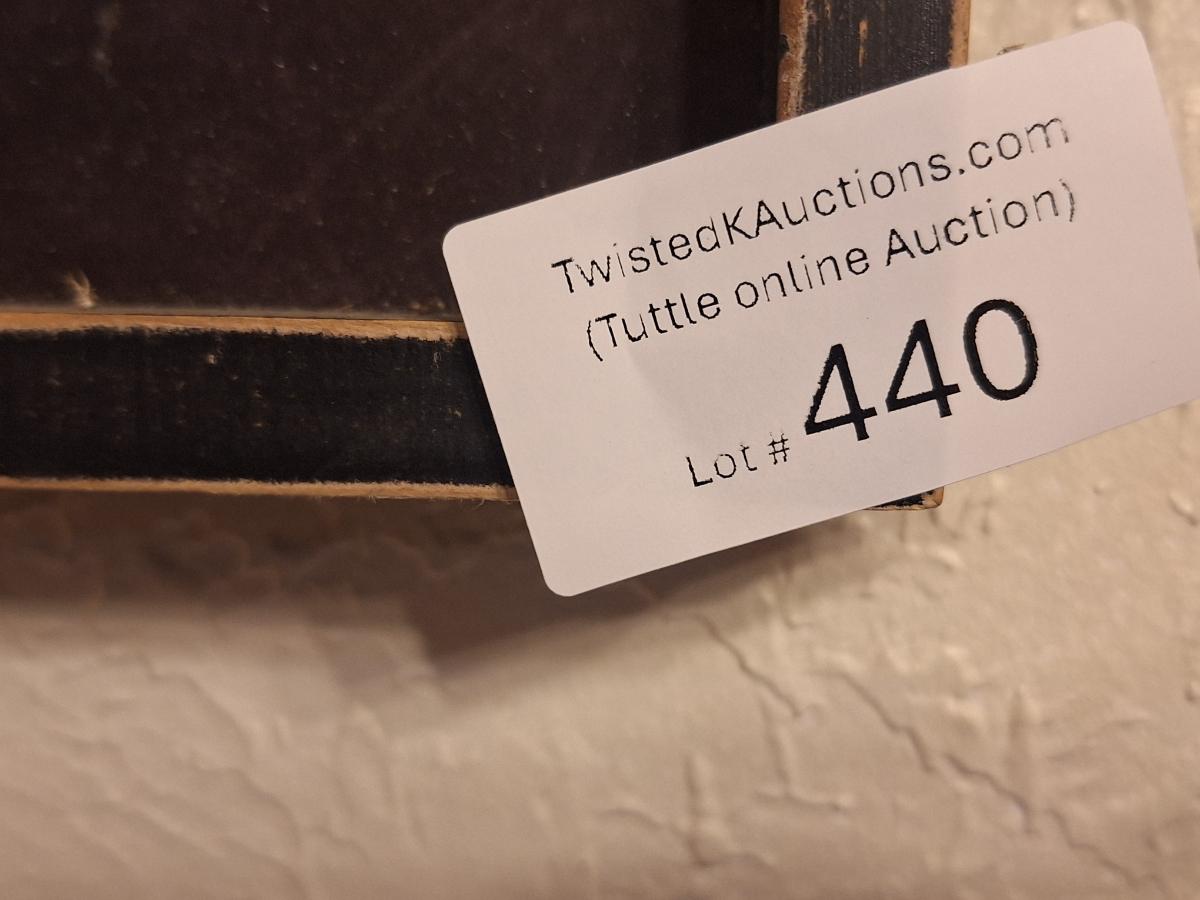 TwistedKAuctions.com
(Tuttle online Auction)
Lot # 440